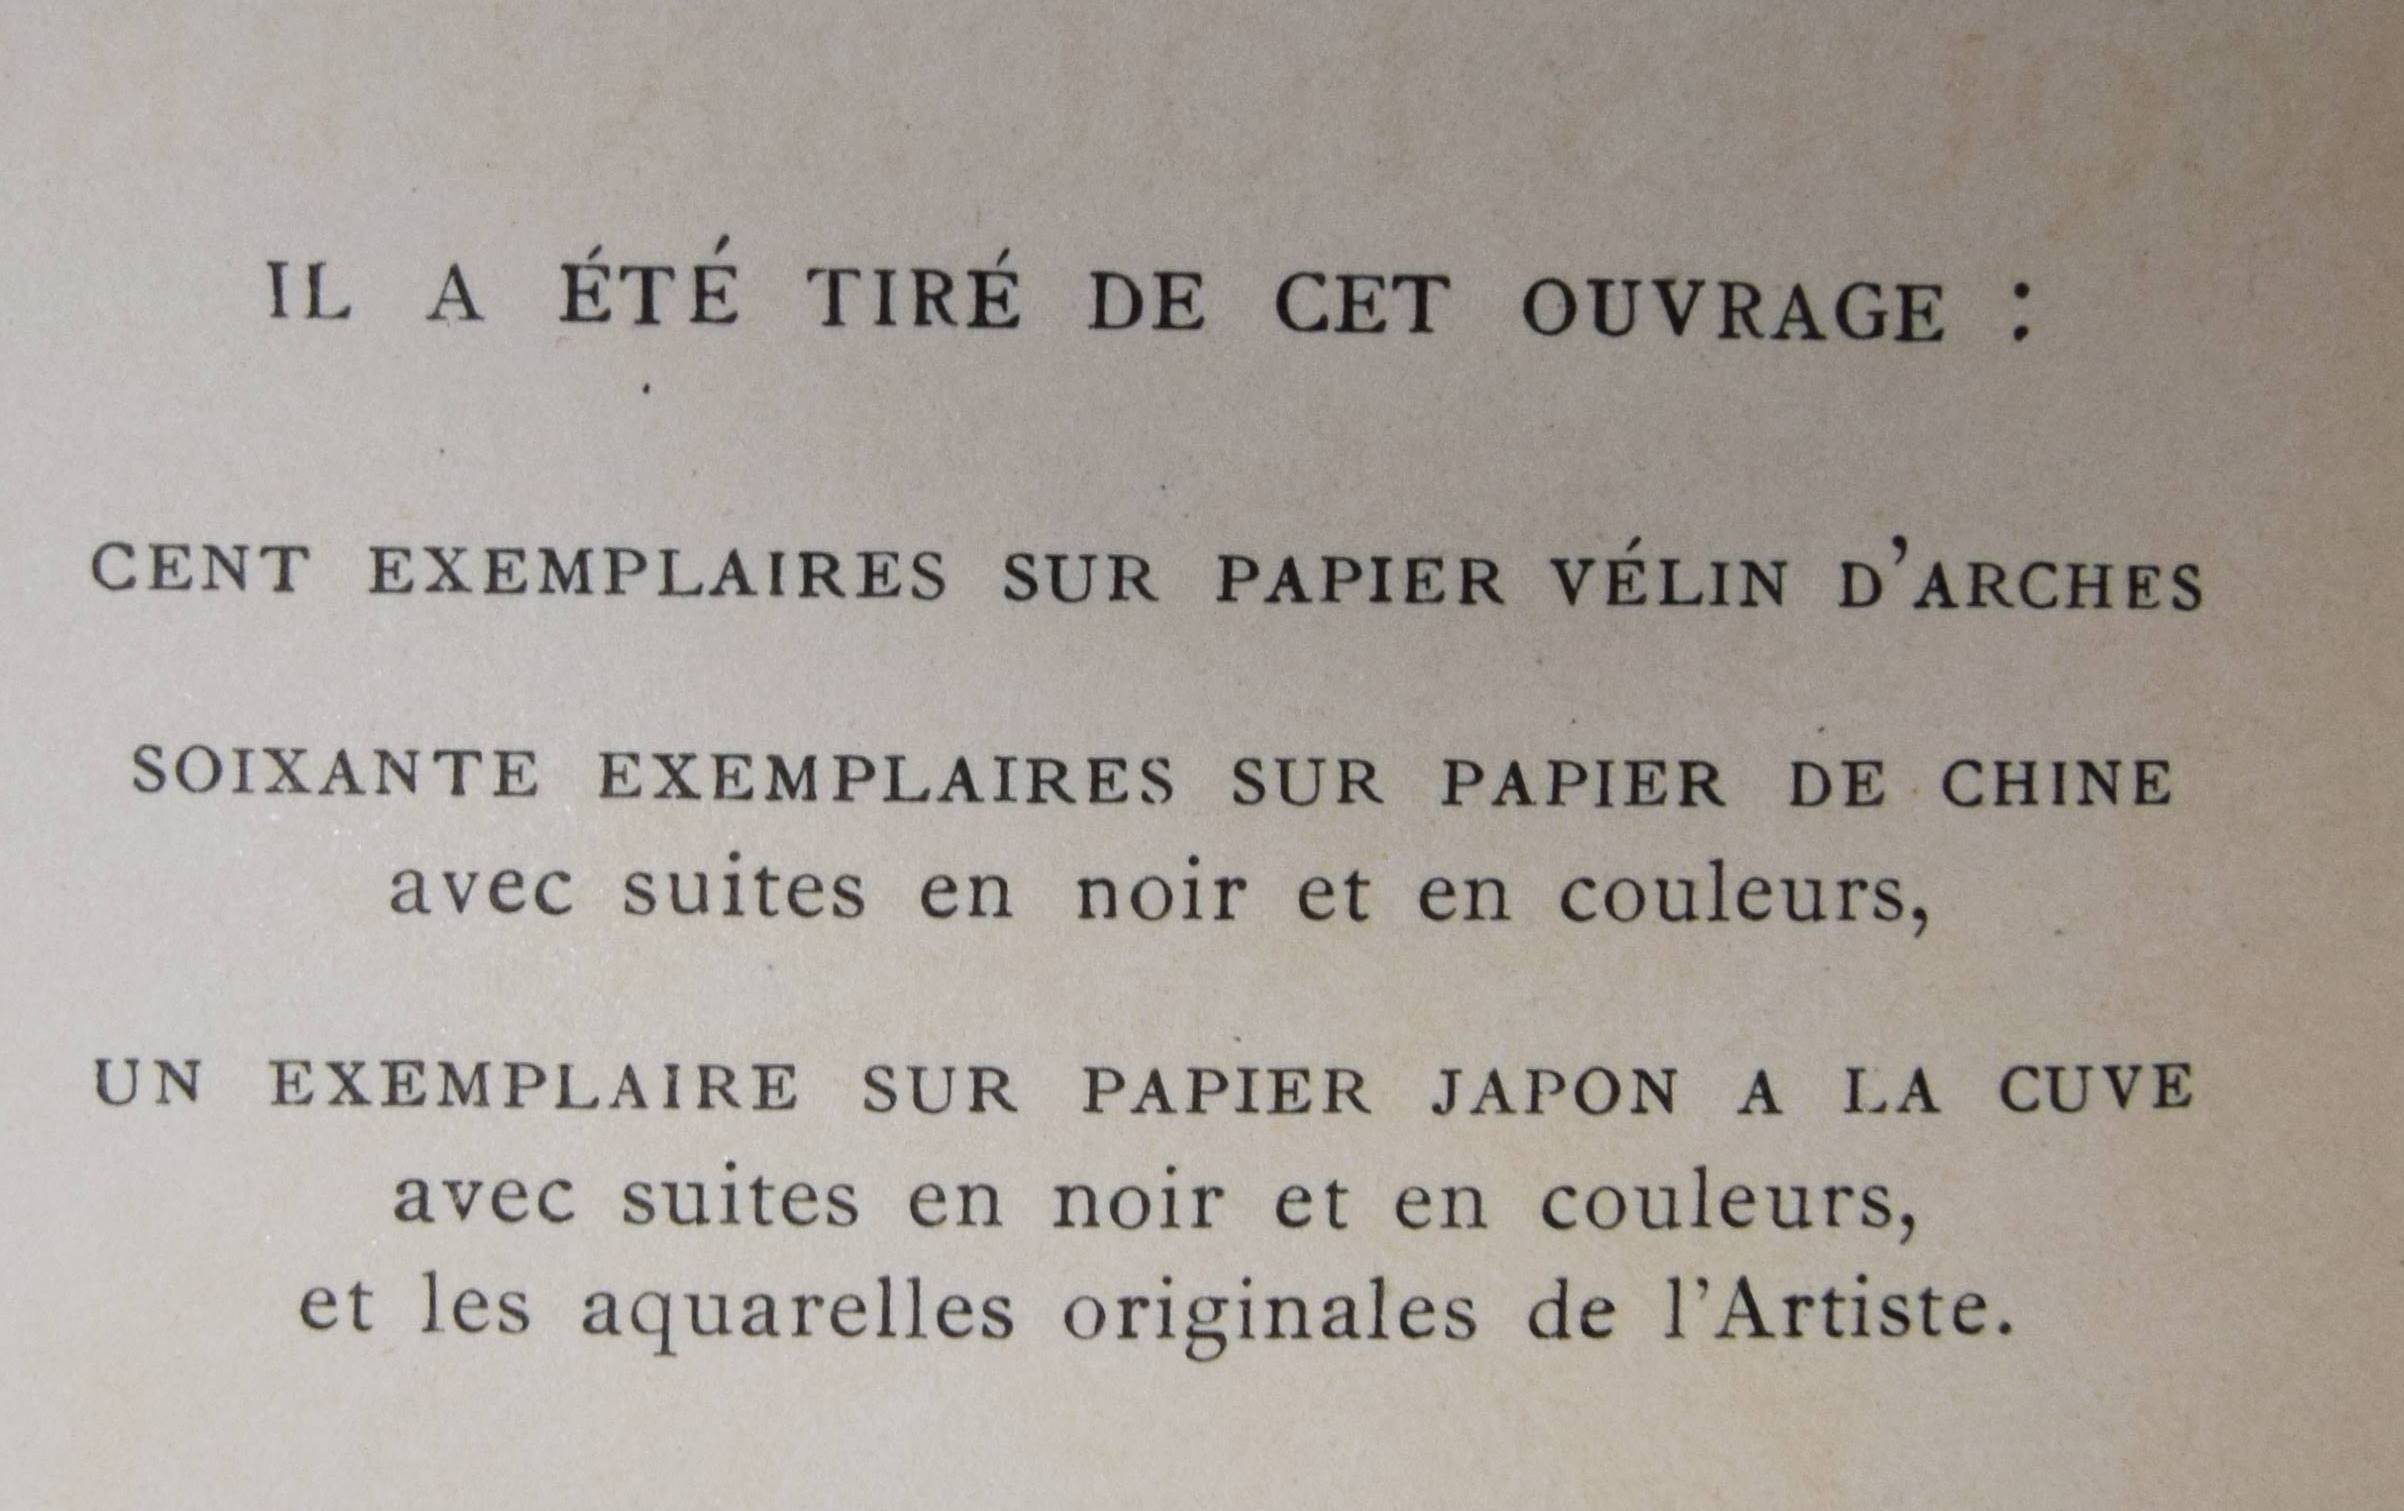 IL A ÉTÉ TIRÉ DE CET OUVRAGE :
CENT EXEMPLAIRES SUR PAPIER VÉLIN D'ARCHES
SOIXANTE EXEMPLAIRES SUR PAPIER DE CHINE
avec suites en noir et en couleurs,
UN EXEMPLAIRE SUR PAPIER JAPON A LA CUVE
avec suites en noir et en couleurs,
et les aquarelles originales de l'Artiste.